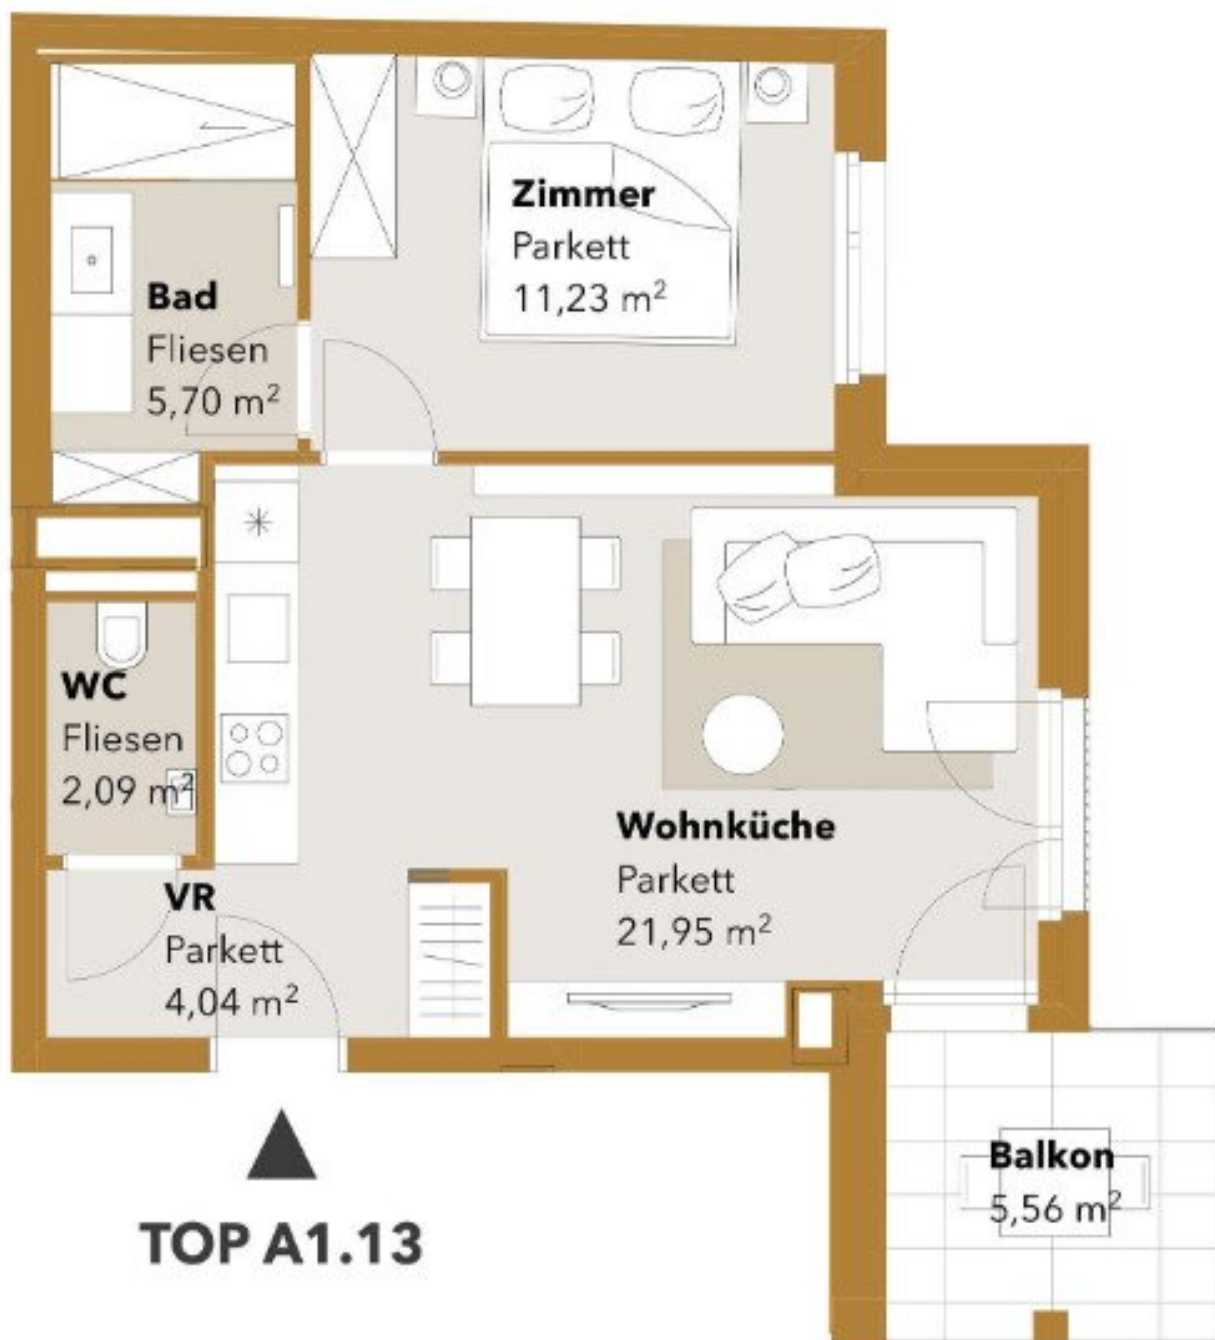 Zimmer
Parkett
11,23 m²
Bad
Fliesen
5,70 m²
WC
Fliesen
2,09 m²
Wohnküche
Parkett
21,95 m²
VR
Parkett
4,04 m²
Balkon
5,56 m²
TOP A1.13